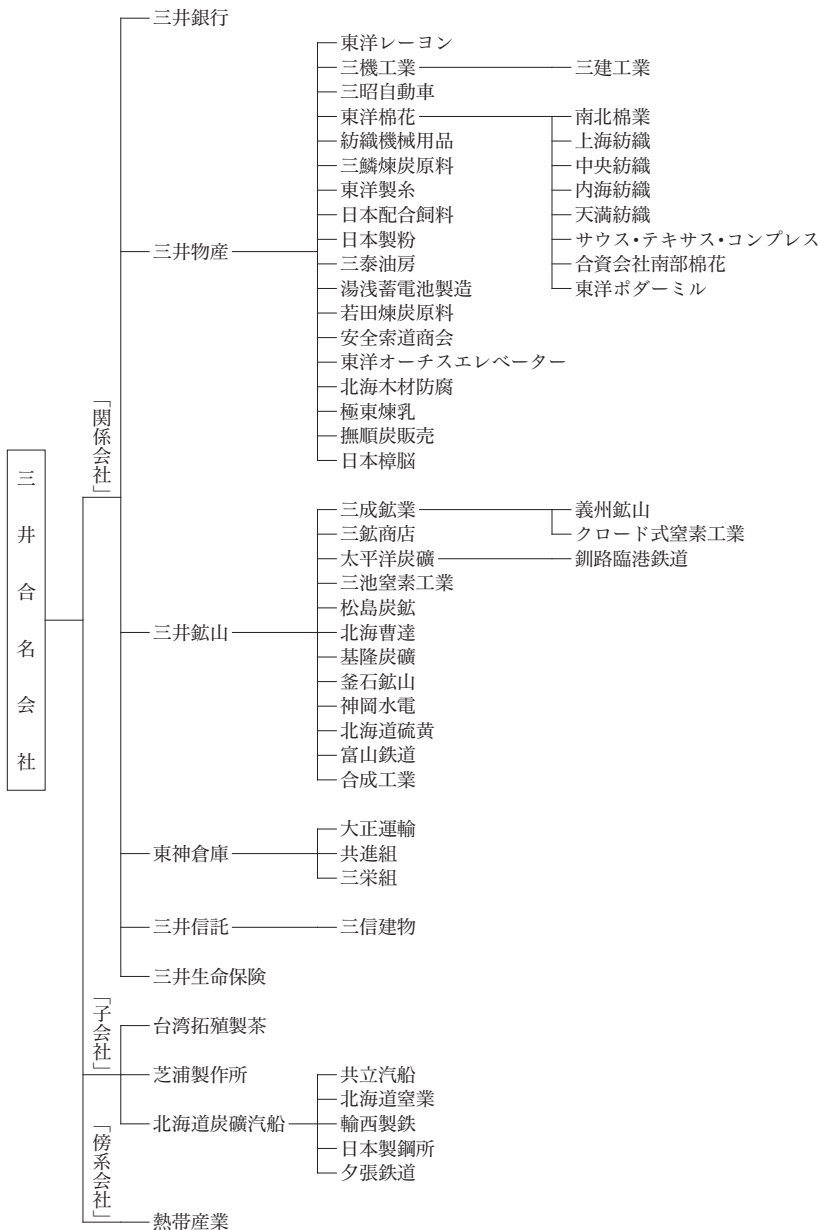 三井合名会社
「関係会社」
三井銀行
三井物産
東洋レーヨン
三機工業
三建工業
三昭自動車
東洋棉花
南北棉業
上海紡織
中央紡織
内海紡織
天満紡織
サウス・テキサス・コンプレス
合資会社南部棉花
東洋ポダーミル
紡織機械用品
三鱗煉炭原料
東洋製糸
日本配合飼料
日本製粉
三泰油房
湯浅蓄電池製造
若田煉炭原料
安全索道商会
東洋オーチスエレベーター
北海木材防腐
極東煉乳
撫順炭販売
日本樟脳
三井鉱山
三成鉱業
義州鉱山
クロード式窒素工業
三鉱商店
太平洋炭礦
釧路臨港鉄道
三池窒素工業
松島炭鉱
北海曹達
基隆炭礦
釜石鉱山
神岡水電
北海道硫黄
富山鉄道
合成工業
東神倉庫
大正運輸
共進組
三栄組
三井信託
三信建物
三井生命保険
「子会社」
台湾拓殖製茶
芝浦製作所
北海道炭礦汽船
共立汽船
北海道窯業
輪西製鉄
日本製鋼所
夕張鉄道
「傍系会社」
熱帯産業